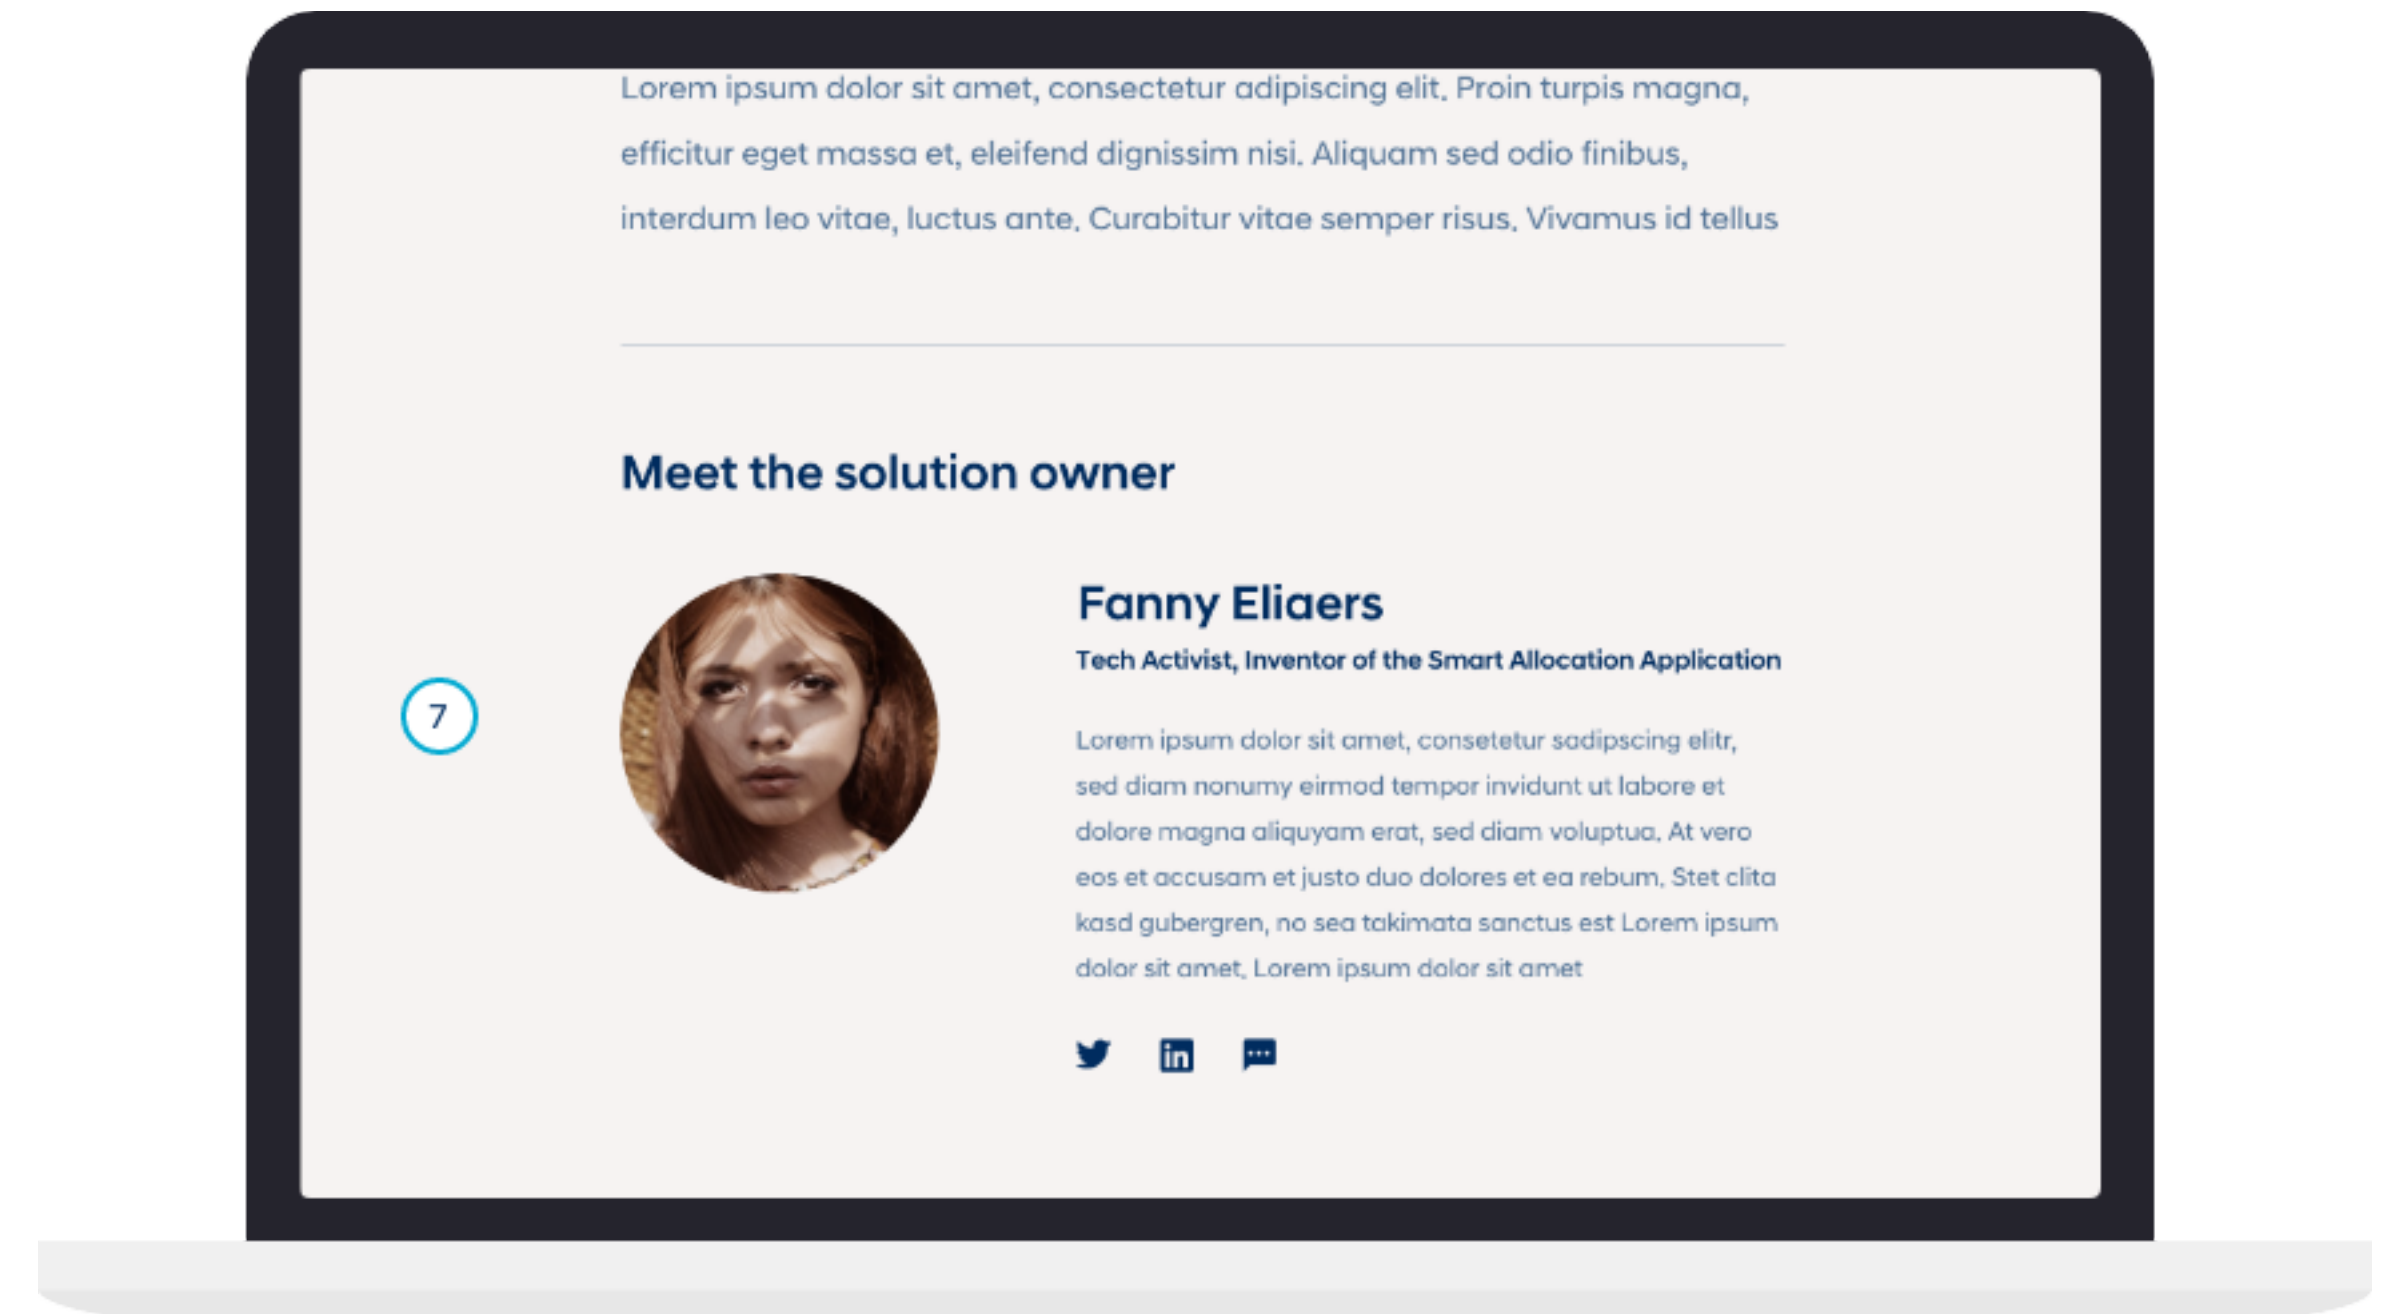 Lorem ipsum dolor sit amet, consectetur adipiscing elit. Proin turpis magna,
efficitur eget massa et, eleifend dignissim nisi. Aliquam sed odio finibus,
interdum leo vitae, luctus ante. Curabitur vitae semper risus. Vivamus id tellus
Meet the solution owner
7
Fanny Eliaers
Tech Activist, Inventor of the Smart Allocation Application
Lorem ipsum dolor sit amet, consetetur sadipscing elitr,
sed diam nonumy eirmod tempor invidunt ut labore et
dolore magna aliquyam erat, sed diam voluptua. At vero
eos et accusam et justo duo dolores et ea rebum. Stet clita
kasd gubergren, no sea takimata sanctus est Lorem ipsum
dolor sit amet. Lorem ipsum dolor sit amet
in